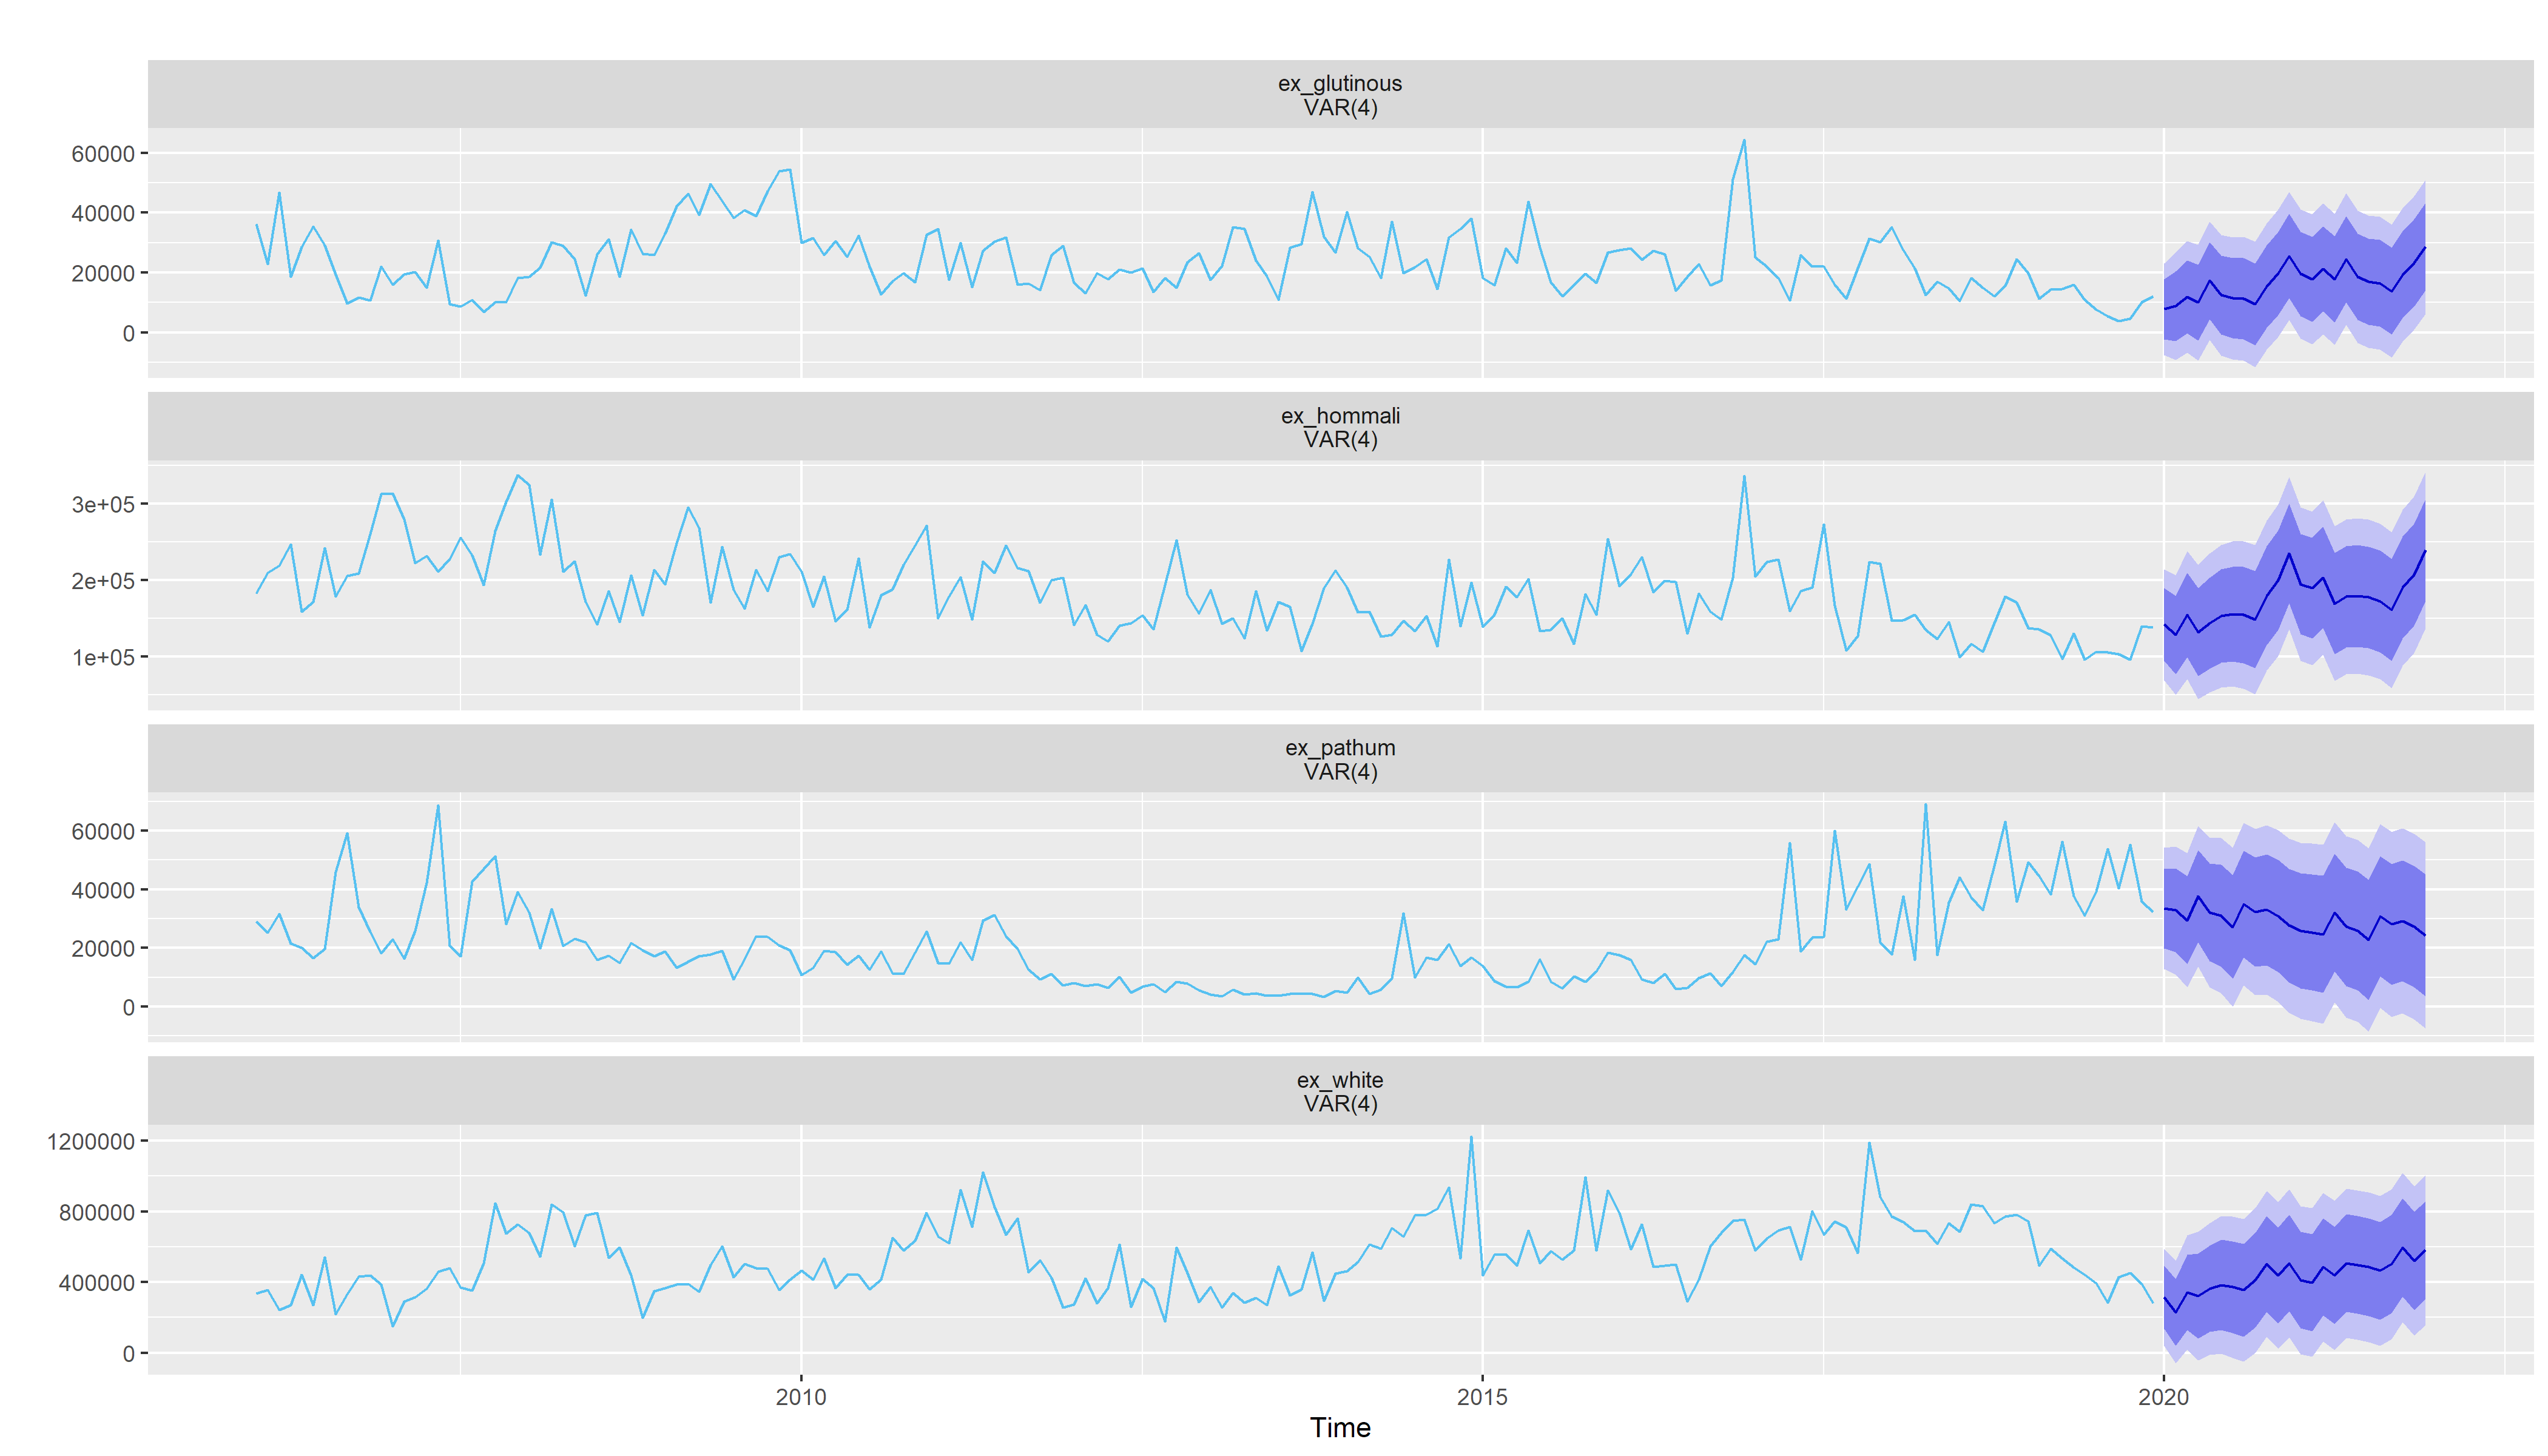 ex_glutinous
VAR(4)
60000
40000
20000
0
ex_hommali
VAR(4)
3e+05
2e+05
1e+05
ex_pathum
VAR(4)
60000
40000
20000
0
ex_white
VAR(4)
1200000
800000
400000
0
2010 2015 2020
Time